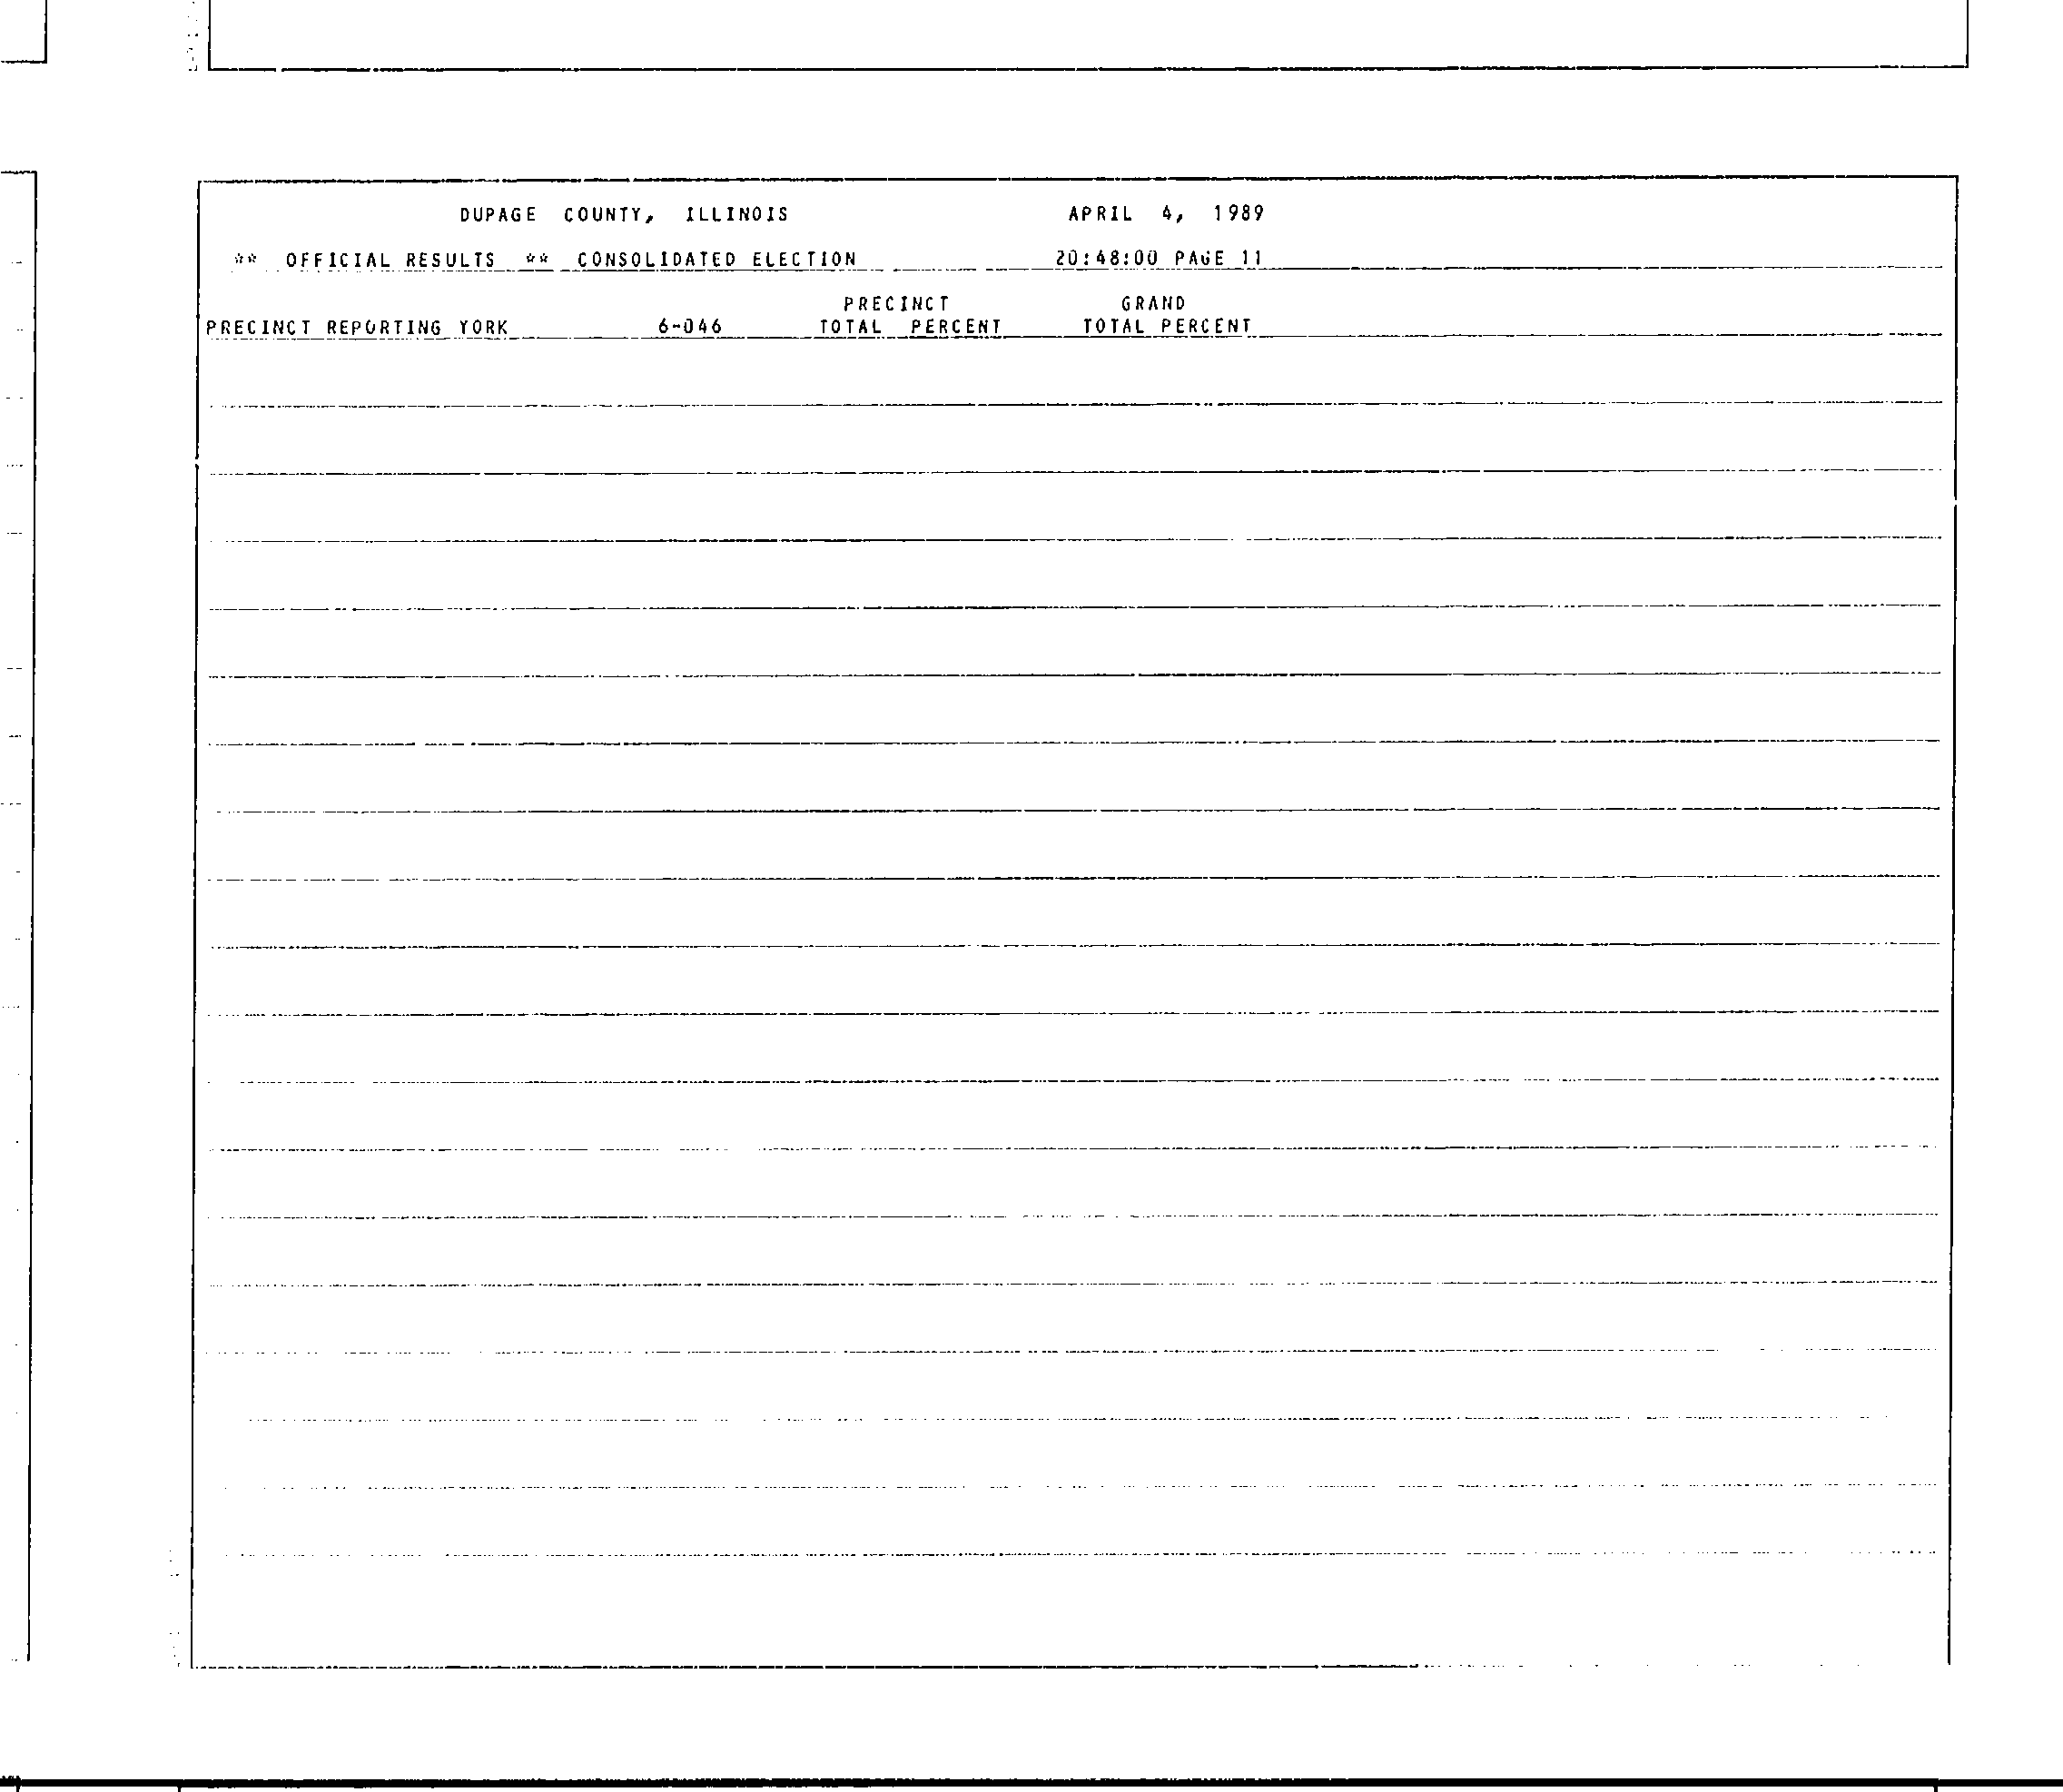 DUPAGE COUNTY, ILLINOIS APRIL 4, 1989
** OFFICIAL RESULTS ** CONSOLIDATED ELECTION 20:48:00 PAGE 11
PRECINCT GRAND
PRECINCT REPORTING YORK 6-046 TOTAL PERCENT TOTAL PERCENT